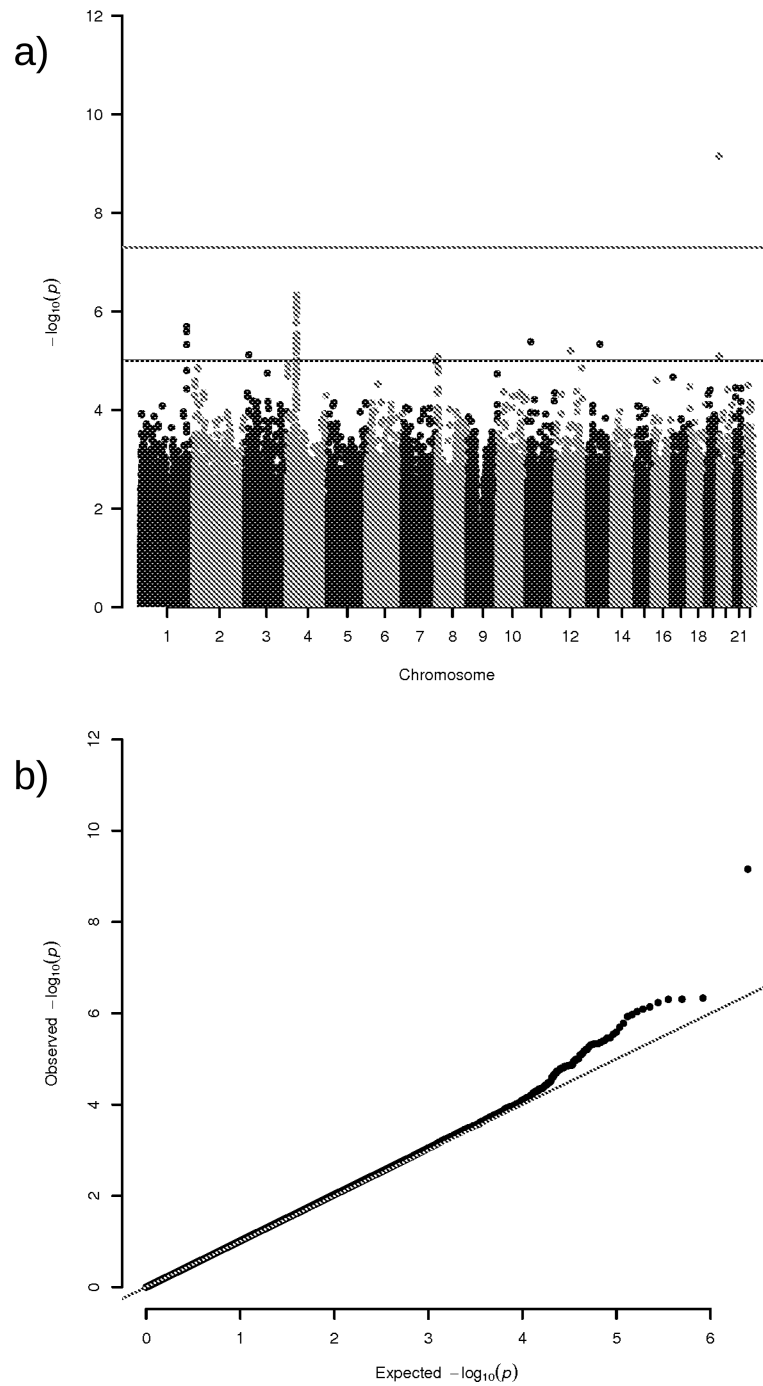 a)
12
10
8
6
4
2
0
−log10(p)
1 2 3 4 5 6 7 8 9 10 12 14 16 18 21
Chromosome
b)
12
10
8
6
4
2
0
Observed −log10(p)
0 1 2 3 4 5 6
Expected −log10(p)